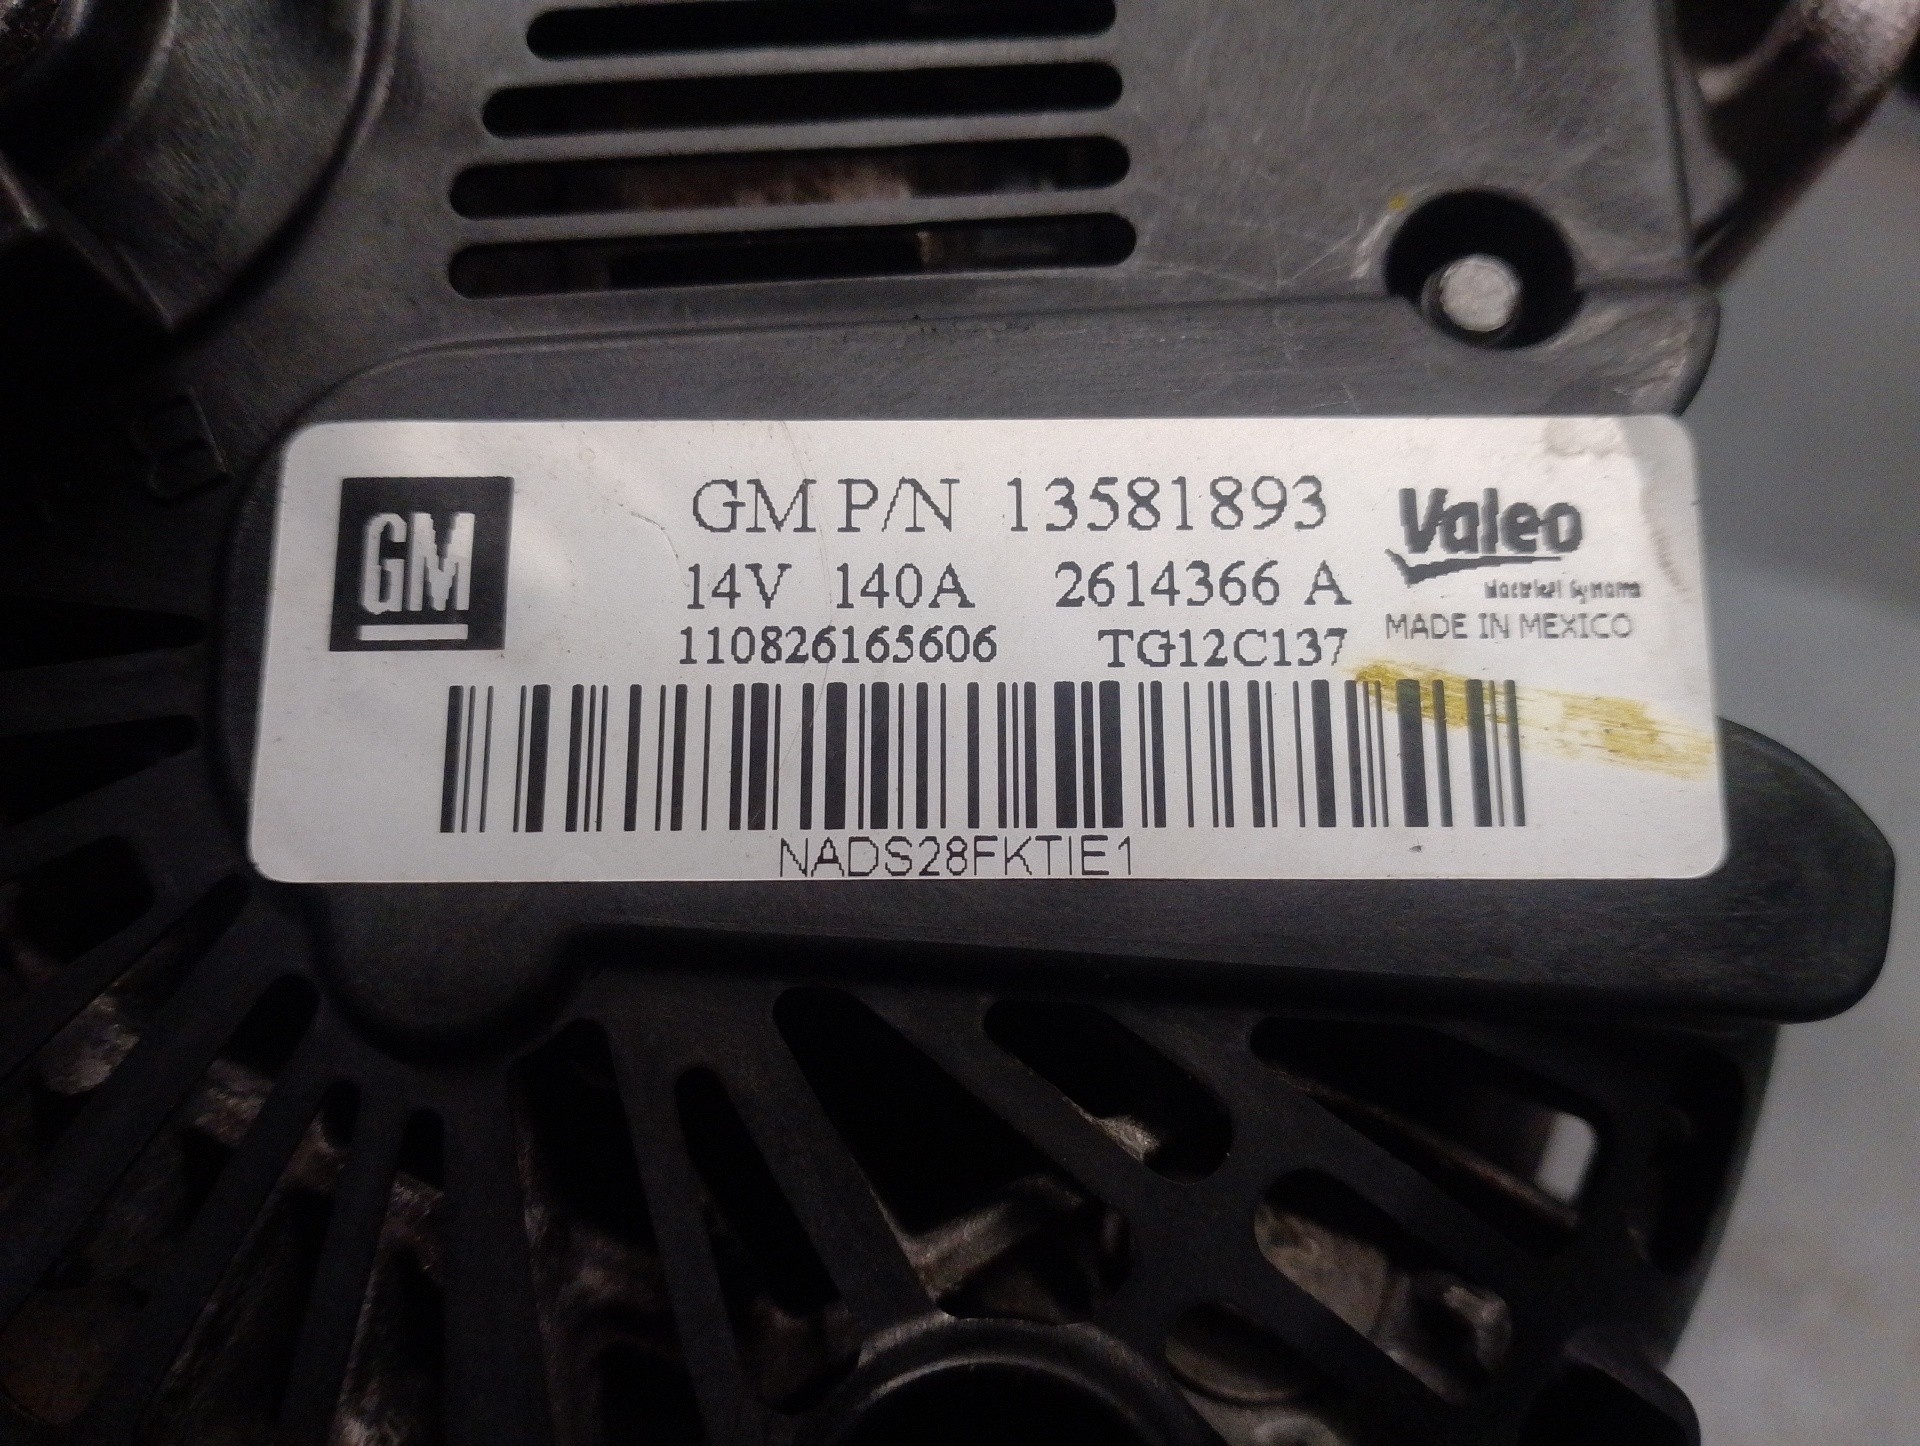 GM
GM P/N 13581893
Valeo
14V 140A 2614366 A
MADE IN MEXICO
110826165606 TG12C137
NADS28FKTIE1